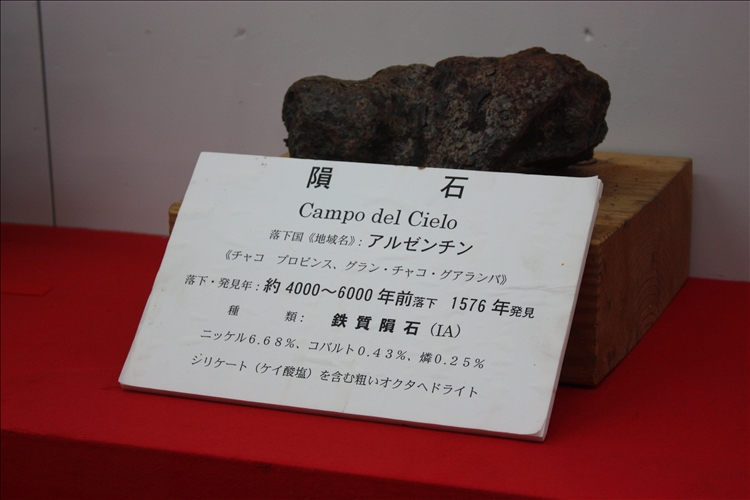 隕石
Campo del Cielo
落下国《地域名》：アルゼンチン
《チャコ　プロビンス、グラン・チャコ・グアランバ》
落下・発見年：約 4000～6000 年前落下　1576 年発見
種類：鉄質隕石（IA）
ニッケル6.68％、コバルト0.43％、燐0.25％
ジリケート（ケイ酸塩）を含む粗いオクタヘドライト